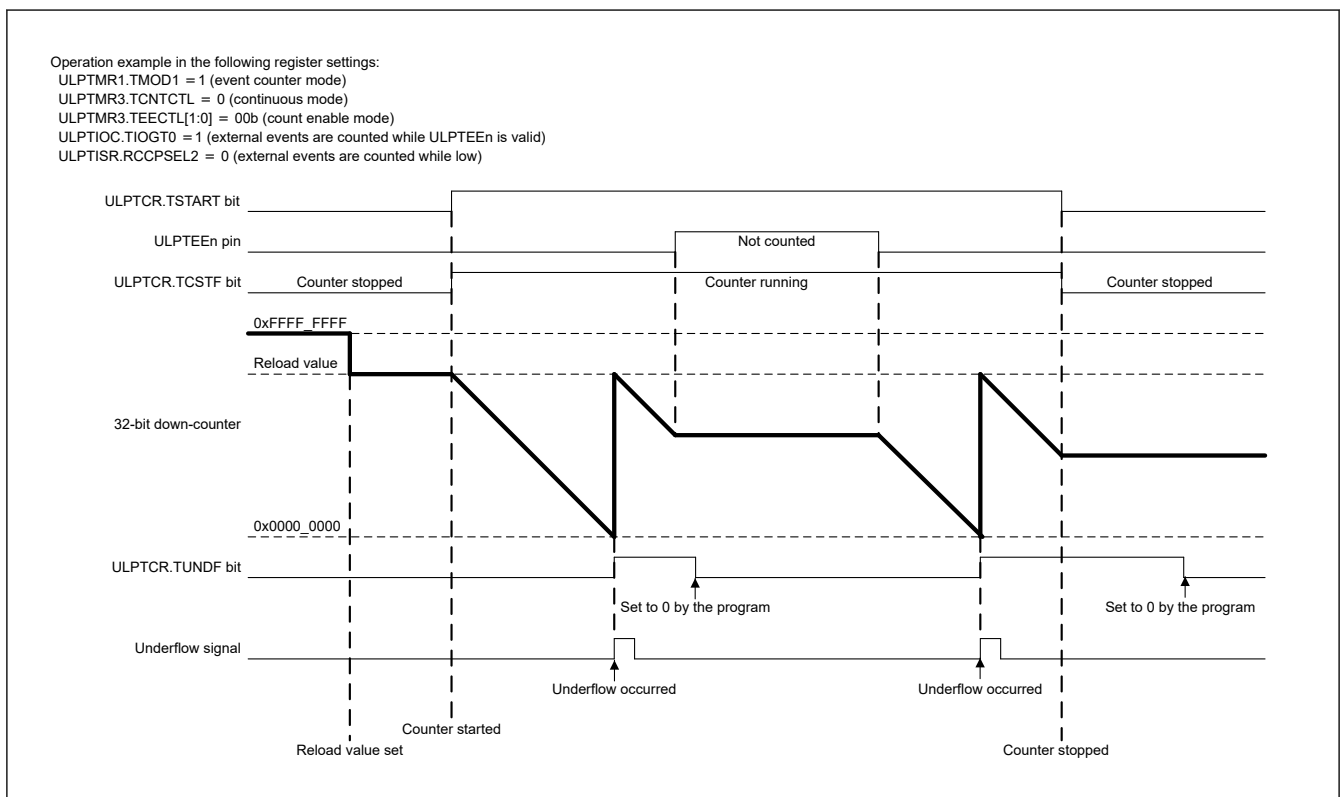 Operation example in the following register settings:
ULPTMR1.TMOD1 = 1 (event counter mode)
ULPTMR3.TCNTCTL = 0 (continuous mode)
ULPTMR3.TEECTL[1:0] = 00b (count enable mode)
ULPTIOC.TIOGT0 = 1 (external events are counted while ULPTEEn is valid)
ULPTISR.RCCPSEL2 = 0 (external events are counted while low)
ULPTCR.TSTART bit
ULPTEEn pin
Not counted
ULPTCR.TCSTF bit
Counter stopped
Counter running
Counter stopped
0xFFFF_FFFF
Reload value
32-bit down-counter
0x0000_0000
ULPTCR.TUNDF bit
Set to 0 by the program
Set to 0 by the program
Underflow signal
Underflow occurred
Underflow occurred
Counter started
Reload value set
Counter stopped